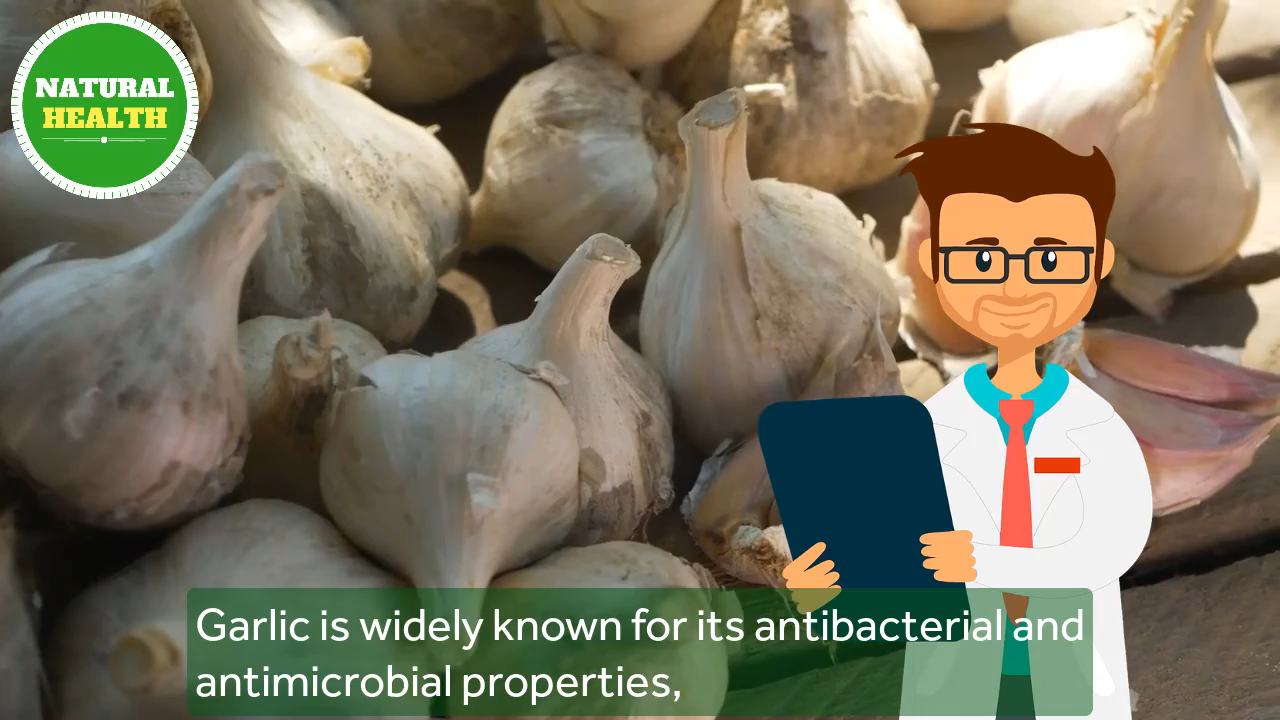 NATURAL
HEALTH
Garlic is widely known for its antibacterial and
antimicrobial properties,